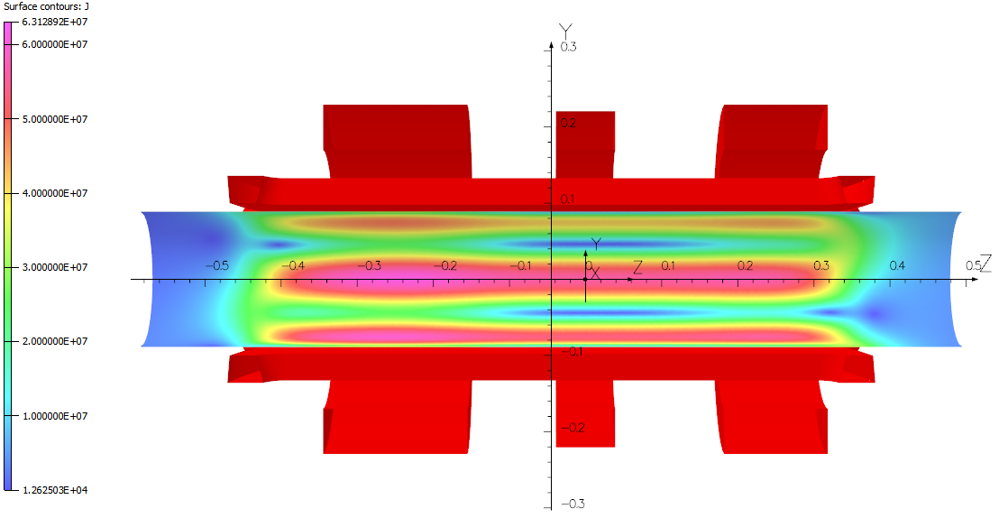 Surface contours: J
6.312892E+07
6.000000E+07
5.000000E+07
4.000000E+07
3.000000E+07
2.000000E+07
1.000000E+07
1.262503E+04
Y
0.3
0.2
0.1
Y
−0.5
−0.4
−0.3
−0.2
−0.1
X
0.0
Z
0.1
0.2
0.3
0.4
0.5
Z
−0.1
−0.2
−0.3